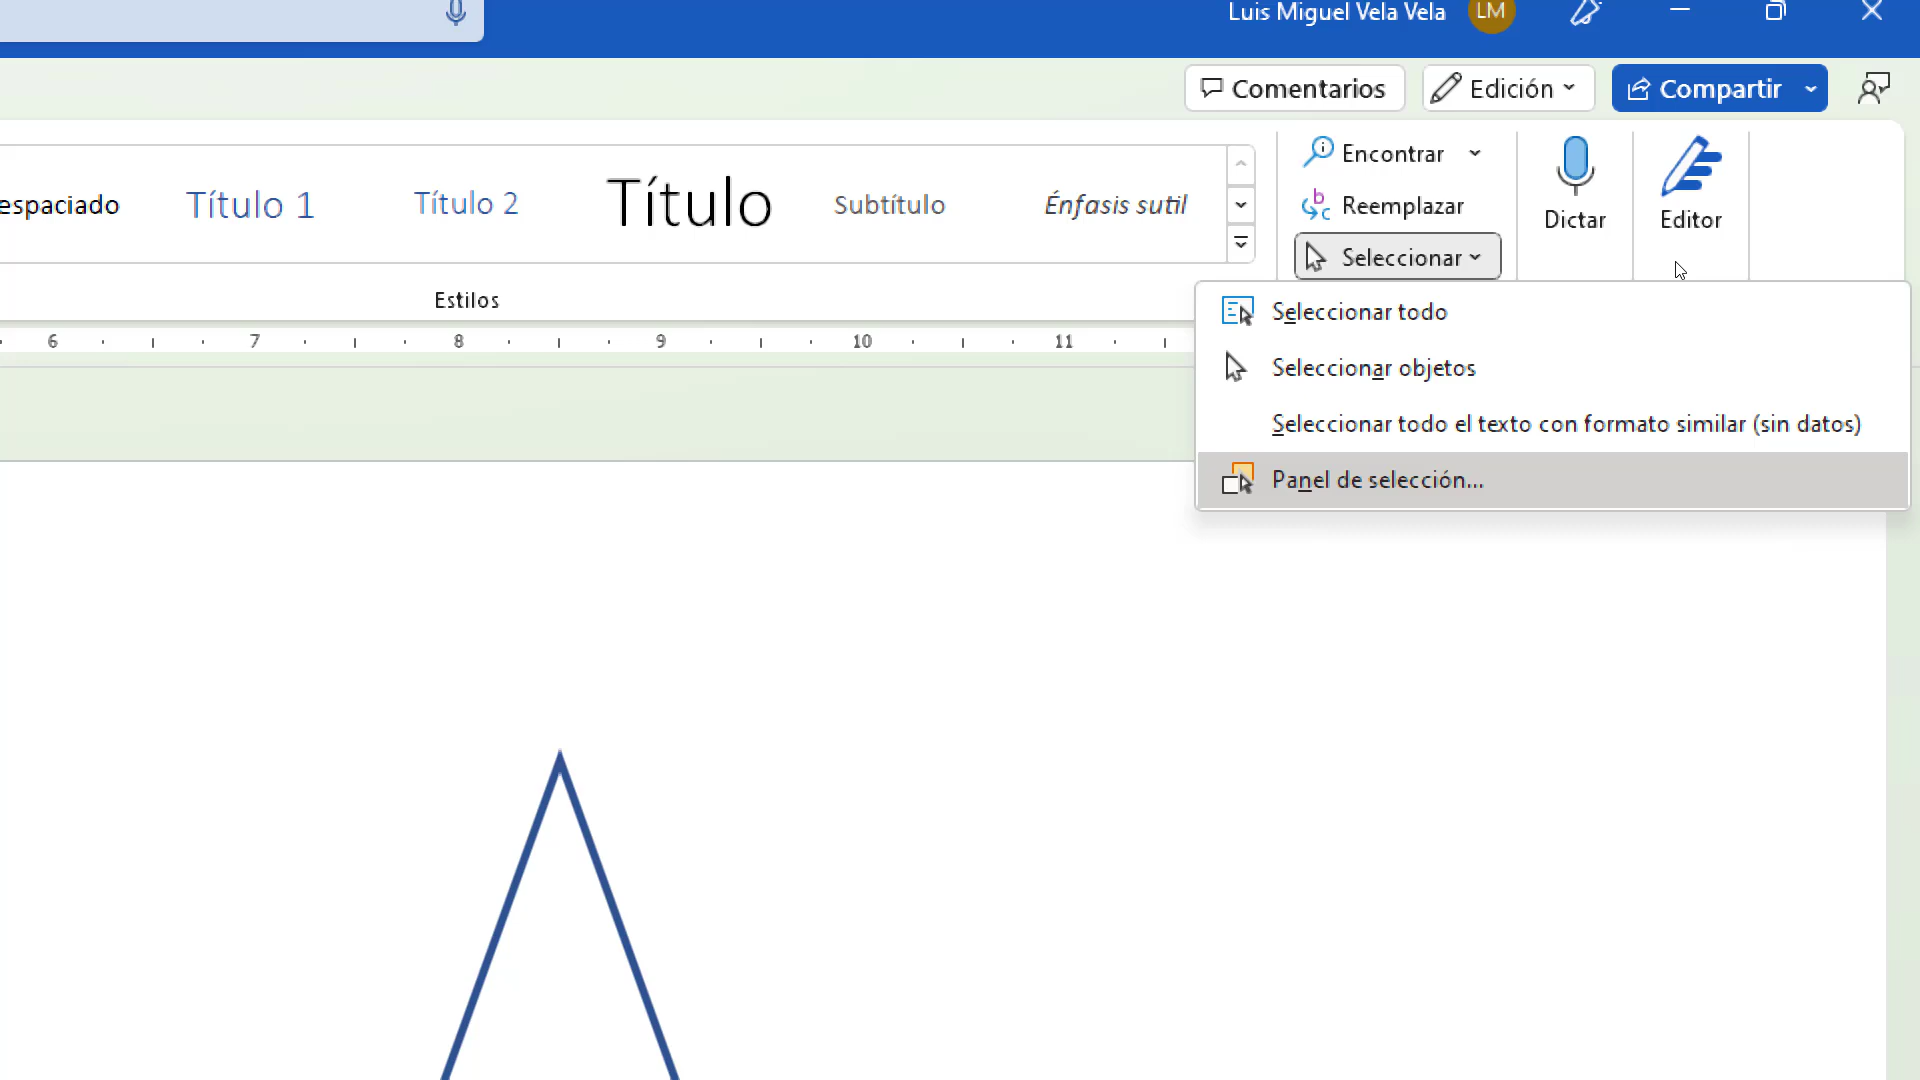 Luis Miguel Vela Vela LM
Comentarios Edición Compartir
espaciado Título 1 Título 2 Título Subtítulo Énfasis sutil
Encontrar
Reemplazar
Seleccionar
Dictar
Editor
Estilos
6 7 8 9 10 11
Seleccionar todo
Seleccionar objetos
Seleccionar todo el texto con formato similar (sin datos)
Panel de selección...